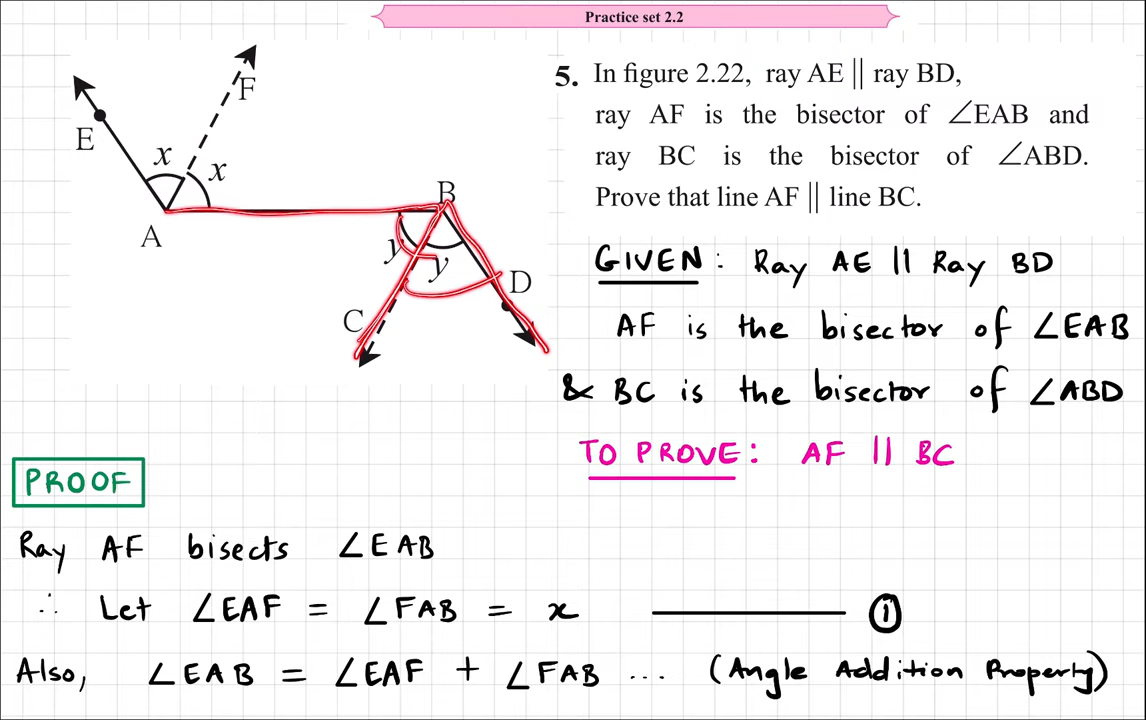 Practice set 2.2
5. In figure 2.22, ray AE || ray BD,
ray AF is the bisector of ∠EAB and
ray BC is the bisector of ∠ABD.
Prove that line AF || line BC.
F
E
x
x
A
B
y
y
D
C
GIVEN: Ray AE || Ray BD
AF is the bisector of ∠EAB
& BC is the bisector of ∠ABD
TO PROVE: AF || BC
PROOF
Ray AF bisects ∠EAB
∴ Let ∠EAF = ∠FAB = x ——— ①
Also, ∠EAB = ∠EAF + ∠FAB ... (Angle Addition Property)